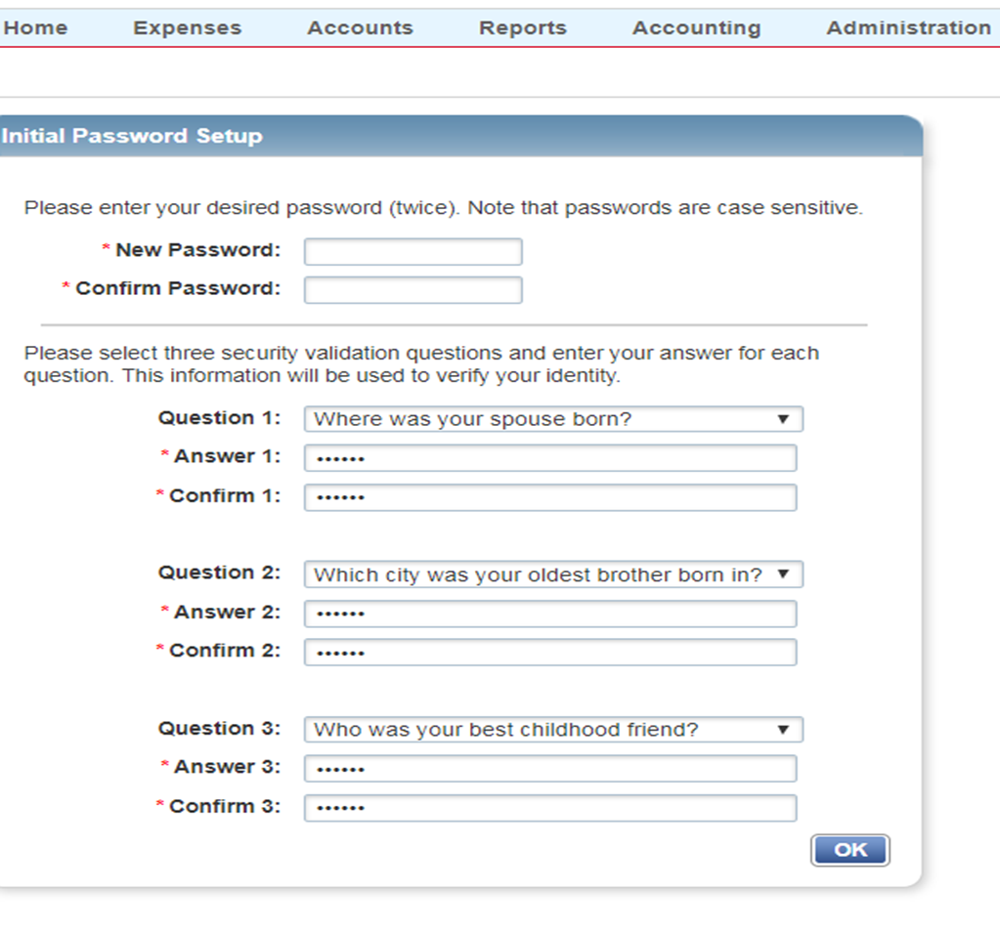 Home Expenses Accounts Reports Accounting Administration
Initial Password Setup
Please enter your desired password (twice). Note that passwords are case sensitive.
* New Password:
* Confirm Password:
Please select three security validation questions and enter your answer for each
question. This information will be used to verify your identity.
Question 1: Where was your spouse born? ▼
* Answer 1: ••••••
* Confirm 1: ••••••
Question 2: Which city was your oldest brother born in? ▼
* Answer 2: ••••••
* Confirm 2: ••••••
Question 3: Who was your best childhood friend? ▼
* Answer 3: ••••••
* Confirm 3: ••••••
OK